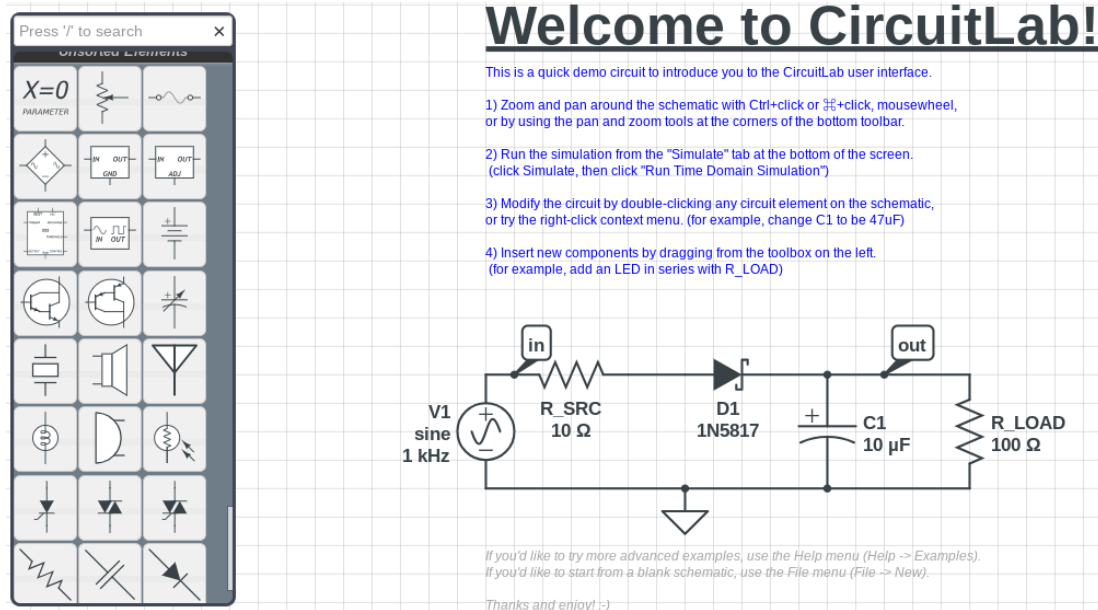 Press '/' to search
×
Welcome to CircuitLab!
Unsorted Elements
This is a quick demo circuit to introduce you to the CircuitLab user interface.
X=0
PARAMETER
1) Zoom and pan around the schematic with Ctrl+click or ⌘+click, mousewheel,
or by using the pan and zoom tools at the corners of the bottom toolbar.
IN OUT
GND
IN OUT
ADJ
2) Run the simulation from the "Simulate" tab at the bottom of the screen.
(click Simulate, then click "Run Time Domain Simulation")
3) Modify the circuit by double-clicking any circuit element on the schematic,
or try the right-click context menu. (for example, change C1 to be 47uF)
IN OUT
4) Insert new components by dragging from the toolbox on the left.
(for example, add an LED in series with R_LOAD)
in
out
V1
sine
1 kHz
R_SRC
10 Ω
D1
1N5817
C1
10 µF
R_LOAD
100 Ω
If you'd like to try more advanced examples, use the Help menu (Help -> Examples).
If you'd like to start from a blank schematic, use the File menu (File -> New).
Thanks and enjoy! :-)